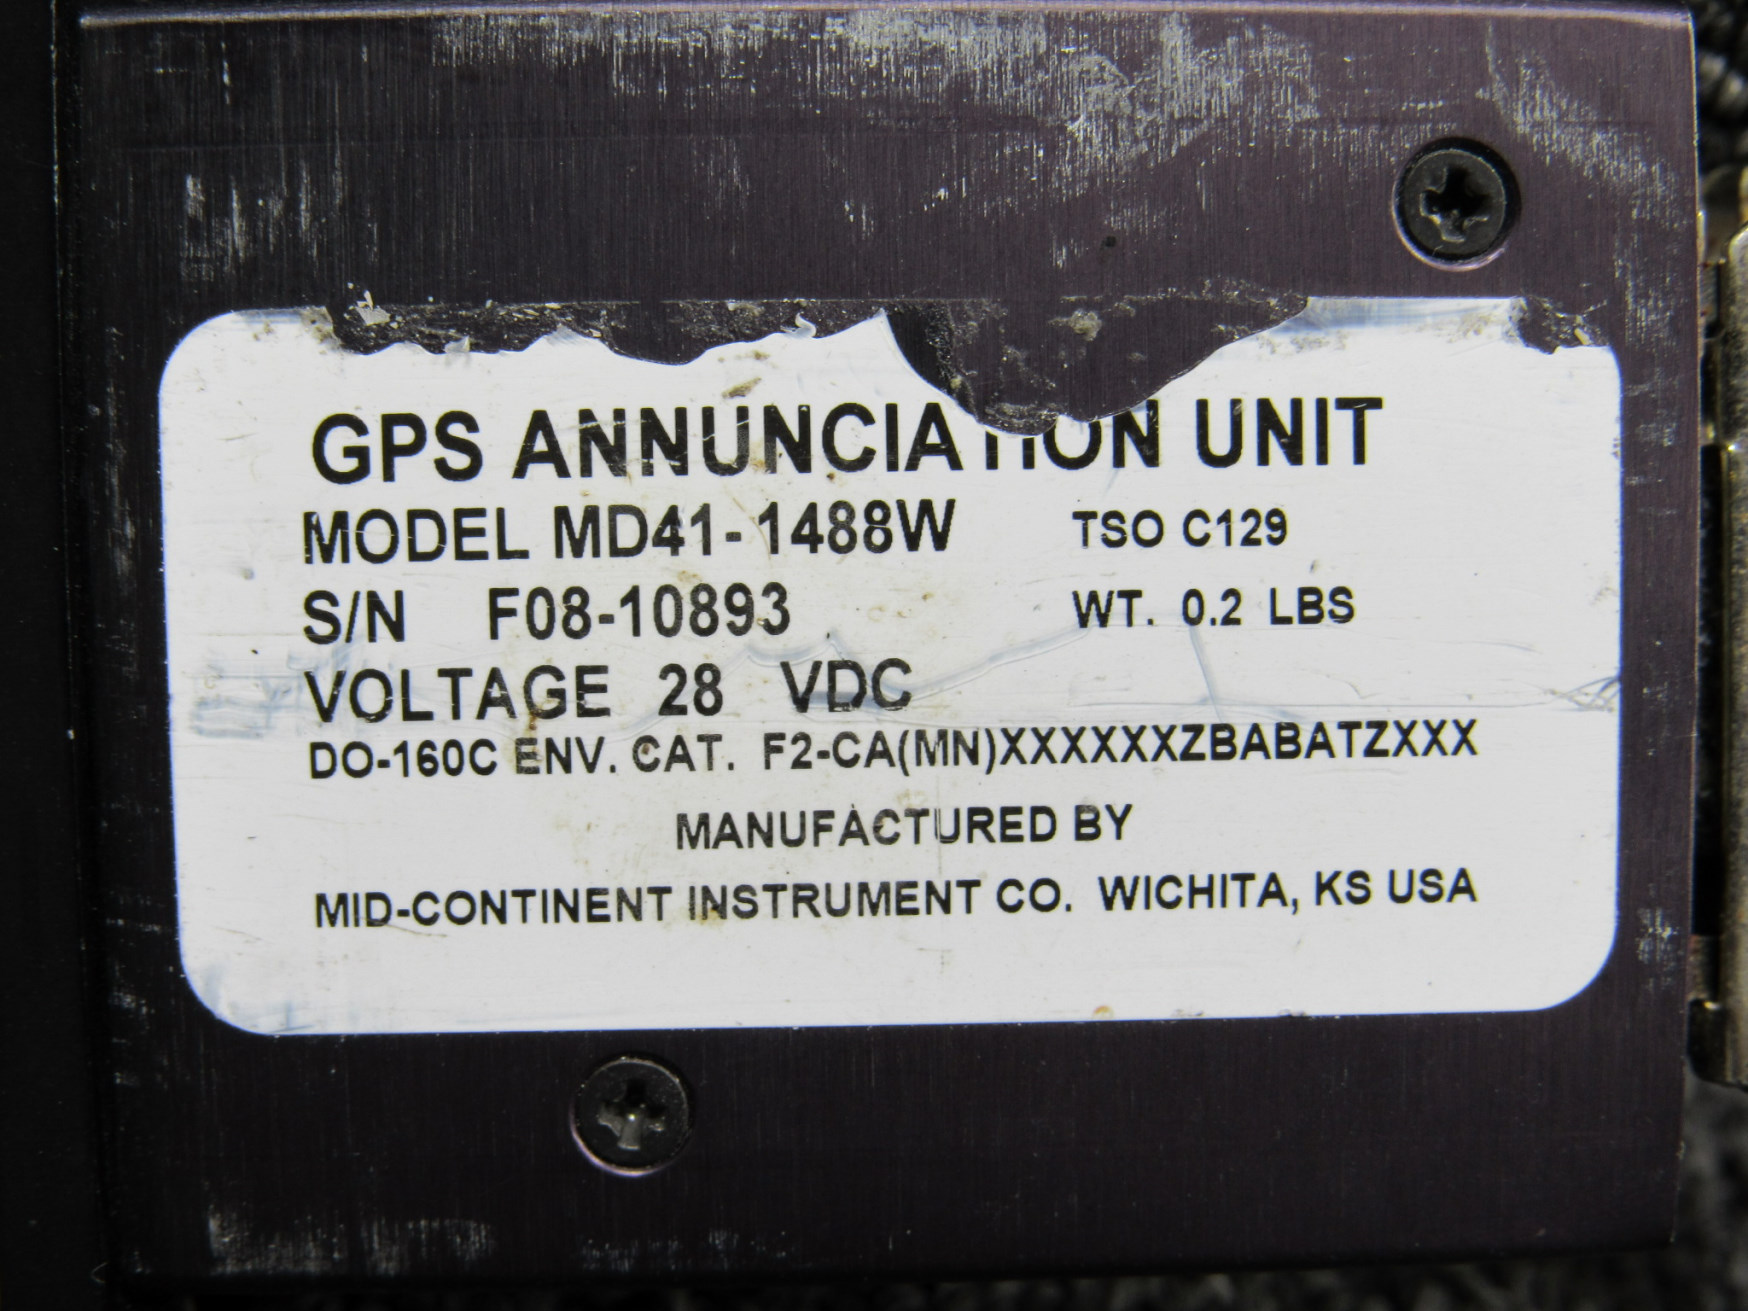 GPS ANNUNCIATION UNIT
MODEL MD41-1488W TSO C129
S/N F08-10893 WT. 0.2 LBS
VOLTAGE 28 VDC
DO-160C ENV. CAT. F2-CA(MN)XXXXXXZBABATZXXX
MANUFACTURED BY
MID-CONTINENT INSTRUMENT CO. WICHITA, KS USA